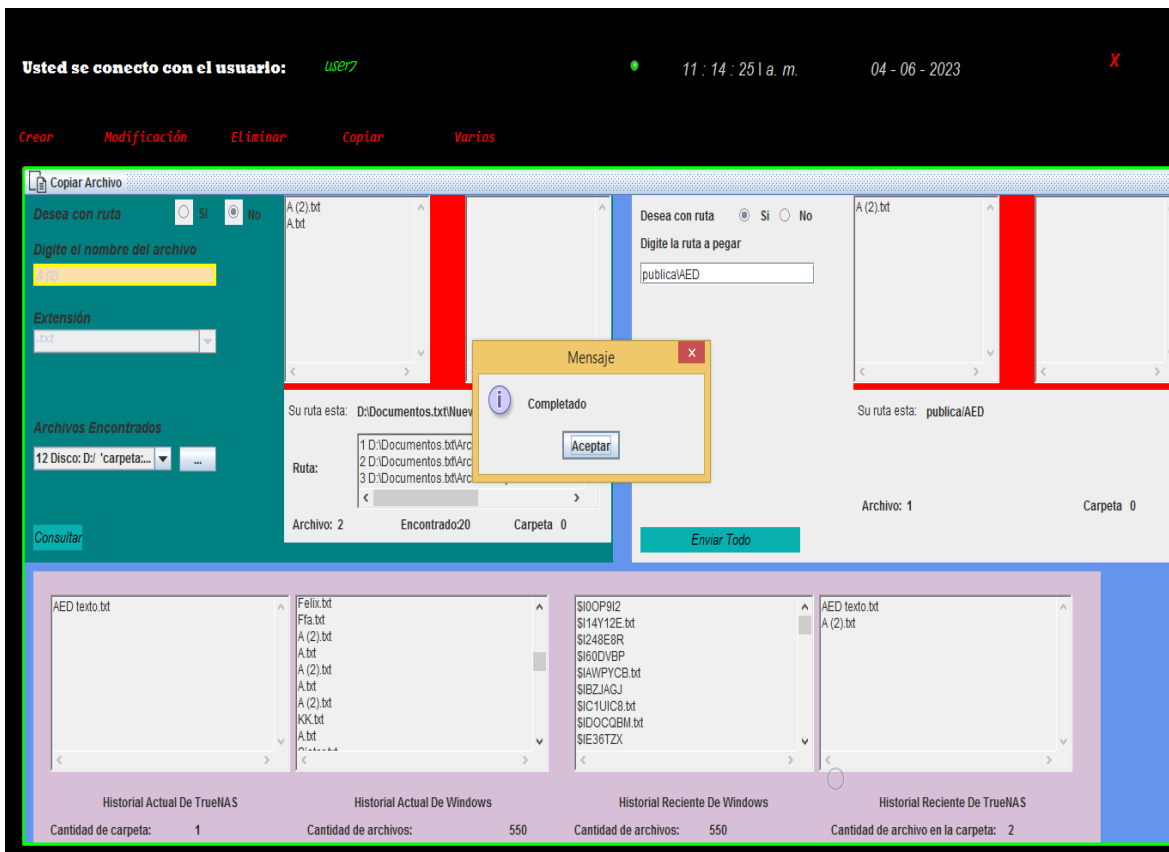 Usted se conecto con el usuario: user7 11 : 14 : 25 | a. m. 04 - 06 - 2023 X
Crear Modificación Eliminar Copiar Varios
Copiar Archivo
Desea con ruta Si No
Digite el nombre del archivo
A (2)
Extensión
.txt
Archivos Encontrados
12 Disco: D:/ 'carpeta:... ...
Consultar
A (2).txt
A.txt
Su ruta esta: D:\Documentos.txt\Nuev
Ruta:
1 D:\Documentos.txt\Arc
2 D:\Documentos.txt\Arc
3 D:\Documentos.txt\Arc
Archivo: 2 Encontrado:20 Carpeta 0
Mensaje x
Completado
Aceptar
Desea con ruta Si No
Digite la ruta a pegar
publica\AED
Enviar Todo
A (2).txt
Su ruta esta: publica/AED
Archivo: 1 Carpeta 0
AED texto.txt
Historial Actual De TrueNAS
Cantidad de carpeta: 1
Felix.txt
Ffa.txt
A (2).txt
A.txt
A (2).txt
A.txt
A (2).txt
KK.txt
A.txt
Historial Actual De Windows
Cantidad de archivos: 550
$I0OP9I2
$I14Y12E.txt
$I248E8R
$I60DVBP
$IAWPYCB.txt
$IBZJAGJ
$IC1UIC8.txt
$IDOCQBM.txt
$IE36TZX
Historial Reciente De Windows
Cantidad de archivos: 550
AED texto.txt
A (2).txt
Historial Reciente De TrueNAS
Cantidad de archivo en la carpeta: 2